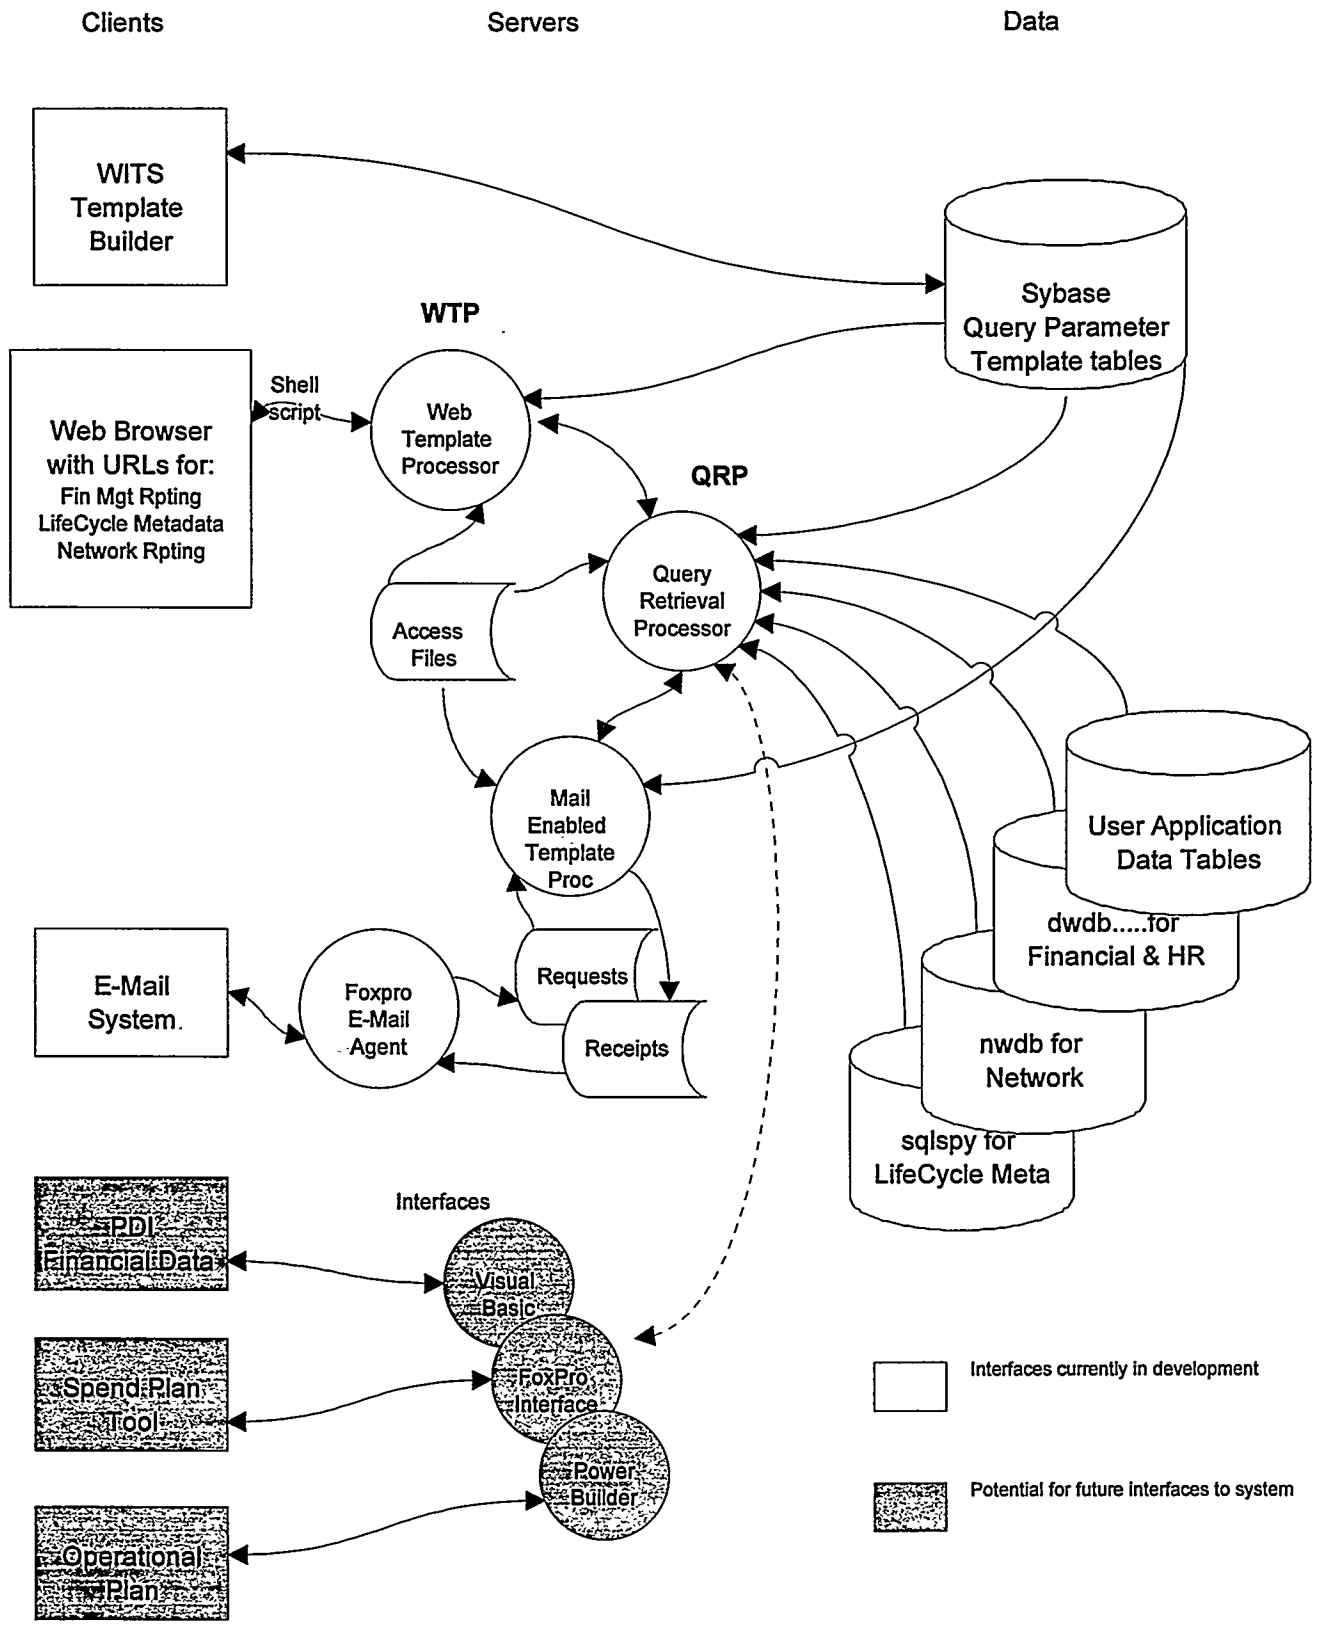 Clients
Servers
Data
WITS
Template
Builder
Sybase
Query Parameter
Template tables
WTP
Shell
script
Web
Template
Processor
Web Browser
with URLs for:
Fin Mgt Rpting
LifeCycle Metadata
Network Rpting
QRP
Query
Retrieval
Processor
Access
Files
Mail
Enabled
Template
Proc
User Application
Data Tables
dwdb.....for
Financial & HR
nwdb for
Network
sqlspy for
LifeCycle Meta
E-Mail
System.
Foxpro
E-Mail
Agent
Requests
Receipts
Interfaces
PDI
Financial Data
Visual
Basic
Spend Plan
Tool
FoxPro
Interface
Power
Builder
Operational
Plan
Interfaces currently in development
Potential for future interfaces to system